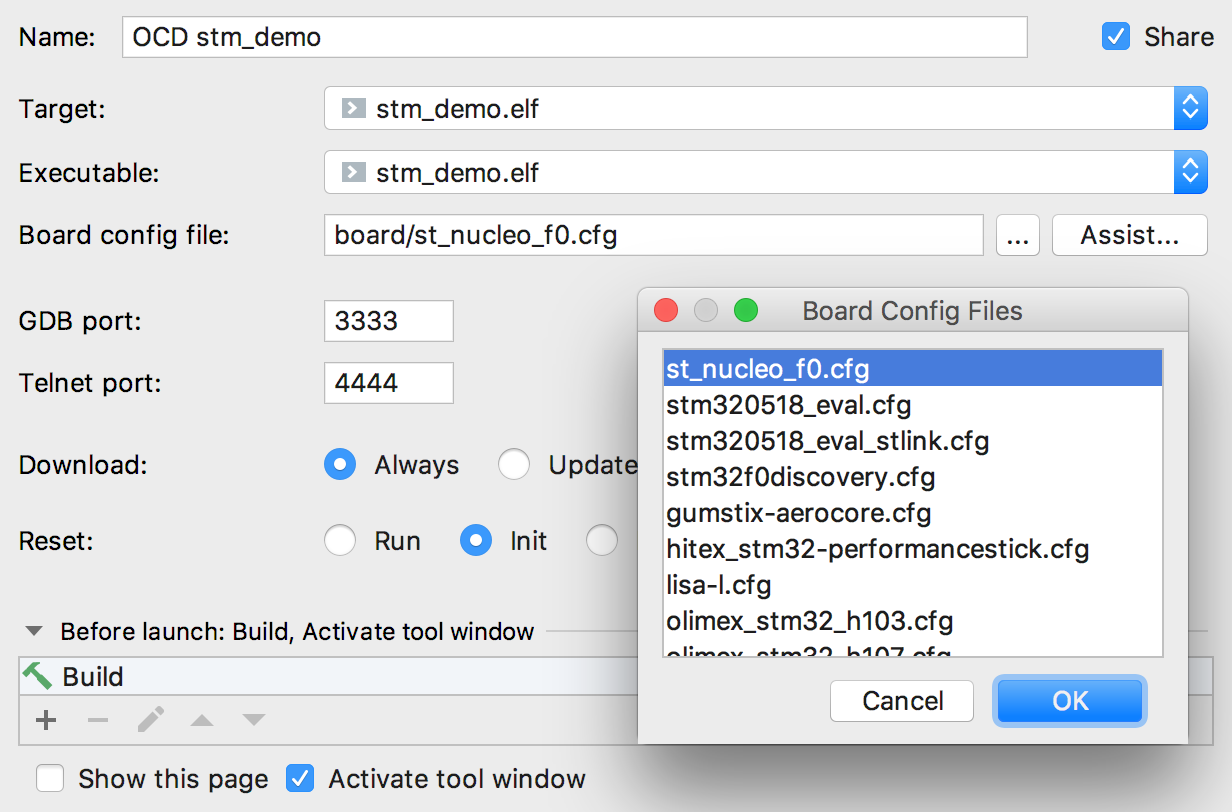 Name: OCD stm_demo Share
Target: stm_demo.elf
Executable: stm_demo.elf
Board config file: board/st_nucleo_f0.cfg ... Assist...
GDB port: 3333
Telnet port: 4444
Download: Always Update
Reset: Run Init
Before launch: Build, Activate tool window
Build
Show this page Activate tool window
Board Config Files
st_nucleo_f0.cfg
stm320518_eval.cfg
stm320518_eval_stlink.cfg
stm32f0discovery.cfg
gumstix-aerocore.cfg
hitex_stm32-performancestick.cfg
lisa-l.cfg
olimex_stm32_h103.cfg
olimex_stm32_h107.cfg
Cancel OK